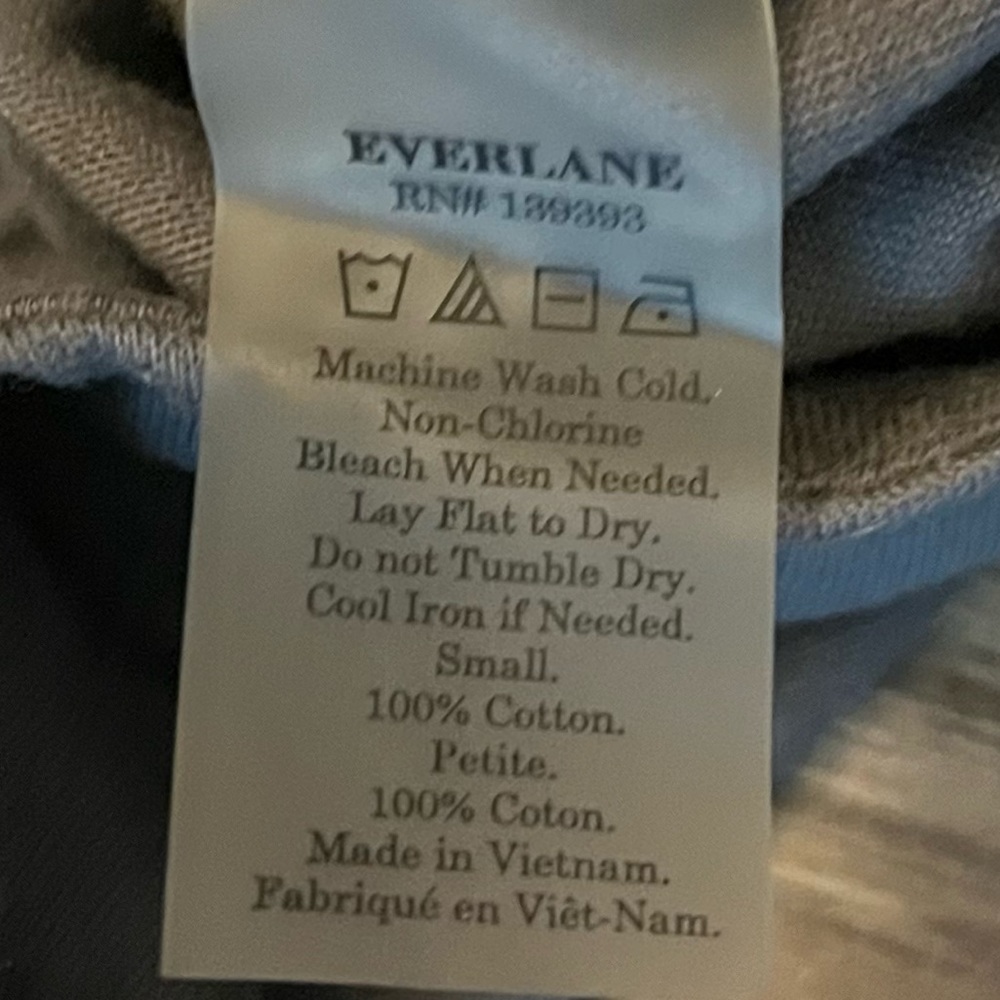 EVERLANE
RN# 139393
Machine Wash Cold.
Non-Chlorine
Bleach When Needed.
Lay Flat to Dry.
Do not Tumble Dry.
Cool Iron if Needed.
Small.
100% Cotton.
Petite.
100% Coton.
Made in Vietnam.
Fabriqué en Viêt-Nam.